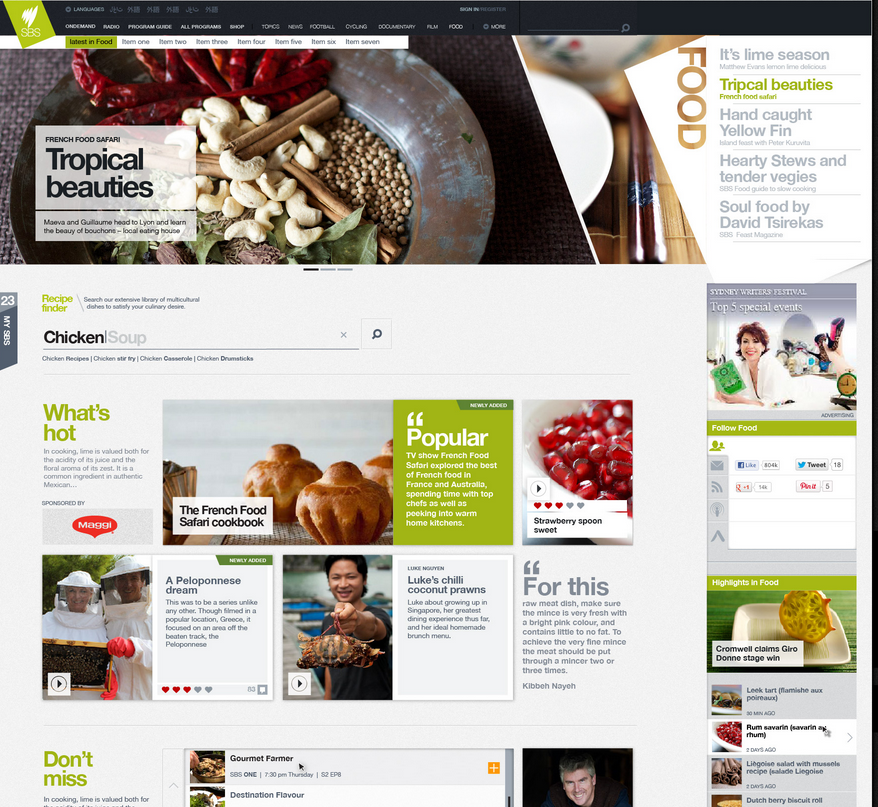 LANGUAGES
SIGN IN/REGISTER
SBS
ONDEMAND RADIO PROGRAM GUIDE ALL PROGRAMS SHOP TOPICS NEWS FOOTBALL CYCLING DOCUMENTARY FILM FOOD MORE
latest in Food Item one Item two Item three Item four Item five Item six Item seven
FRENCH FOOD SAFARI
Tropical
beauties
Maeva and Guillaume head to Lyon and learn
the beauy of bouchons – local eating house
FOOD
It's lime season
Matthew Evans lemon lime delicious
Tripcal beauties
French food safari
Hand caught
Yellow Fin
Island feast with Peter Kuruvita
Hearty Stews and
tender vegies
SBS Food guide to slow cooking
Soul food by
David Tsirekas
SBS Feast Magazine
23
MY SBS
Recipe
finder
Search our extensive library of multicultural
dishes to satisfy your culinary desire.
Chicken Soup
Chicken Recipes | Chicken stir fry | Chicken Casserole | Chicken Drumsticks
SYDNEY WRITERS' FESTIVAL
Top 5 special events
ADVERTISING
What's
hot
In cooking, lime is valued both for
the acidity of its juice and the
floral aroma of its zest. It is a
common ingredient in authentic
Mexican...
SPONSORED BY
Maggi
The French Food
Safari cookbook
NEWLY ADDED
“
Popular
TV show French Food
Safari explored the best
of French food in
Fronce and Australia,
spending time with top
chefs as well as
peeking into warm
home kitchens.
Strawberry spoon
sweet
NEWLY ADDED
A Peloponnese
dream
This was to be a series unlike
any other. Though filmed in a
popular location, Greece, it
focused on an area off the
beaten track, the
Peloponnese
83
LUKE NGUYEN
Luke's chilli
coconut prawns
Luke about growing up in
Singapore, her greatest
dining experience thus far,
and her ideal homemade
brunch menu.
“
For this
raw meat dish, make sure
the mince is very fresh with
a bright pink colour, and
contains little to no fat. To
achieve the very fine mince
the meat should be put
through a mincer two or
three times.
Kibbeh Nayeh
Follow Food
Like 804k Tweet 18
+1 14k Pin it 5
Highlights in Food
Cromwell claims Giro
Donne stage win
Leek tart (flamishe aux
poireaux)
30 MIN AGO
Rum savarin (savarin au
rhum)
2 DAYS AGO
Liègoise salad with mussels
recipe (salade Liegoise
2 DAYS AGO
Dutch berry biscuit roll
Don't
miss
In cooking, lime is valued both for
Gourmet Farmer
SBS ONE | 7:30 pm Thursday | S2 EP8
Destination Flavour